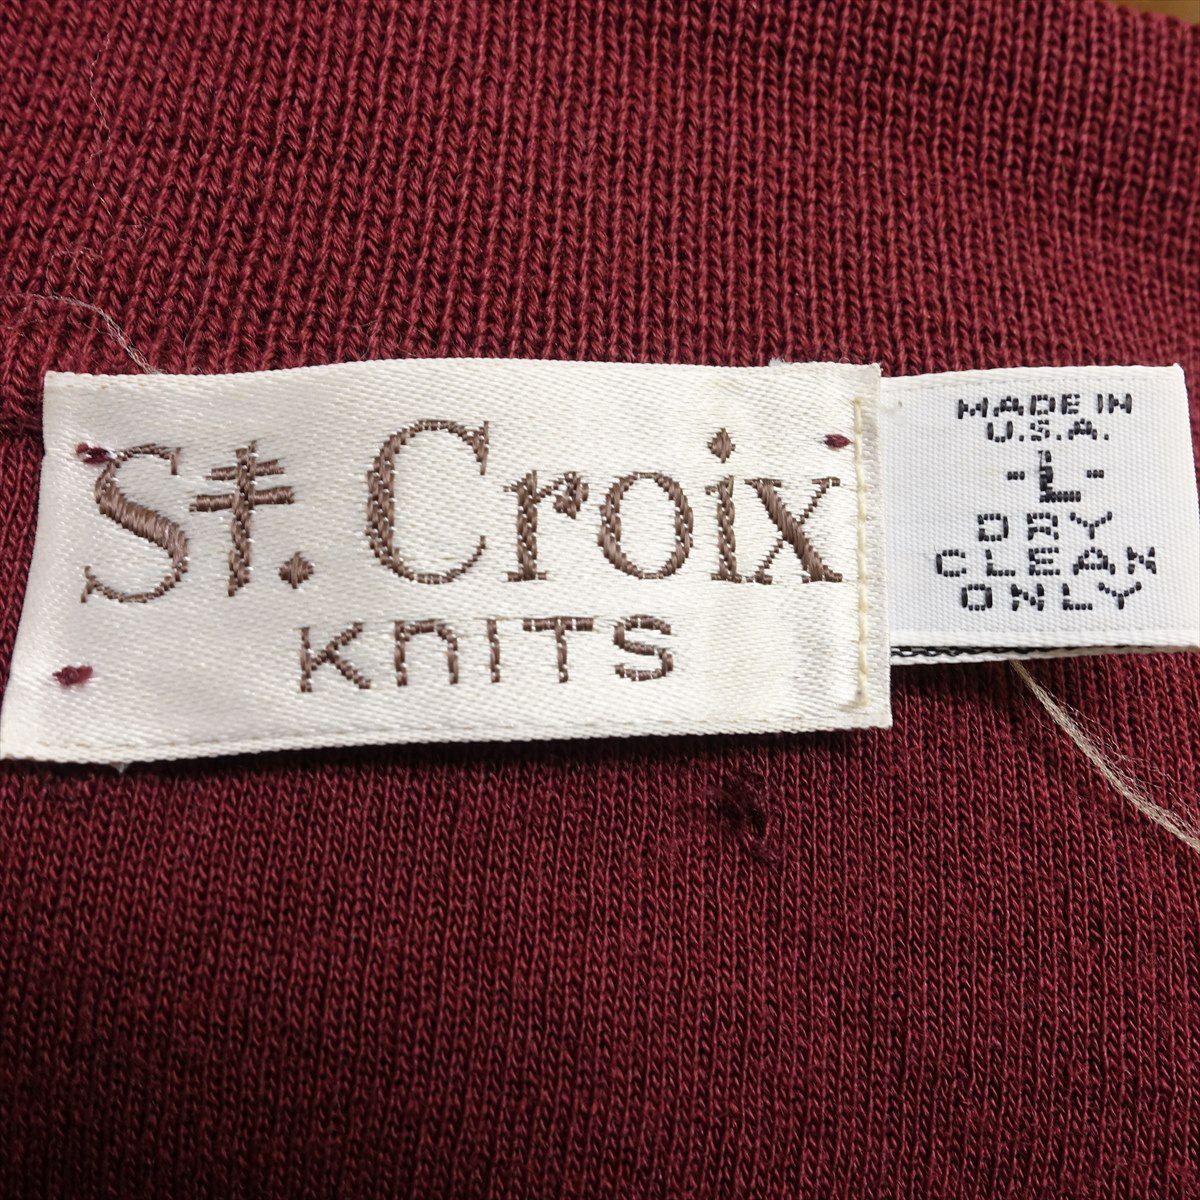 St. Croix
KNITS
MADE IN
U.S.A.
-L-
DRY
CLEAN
ONLY